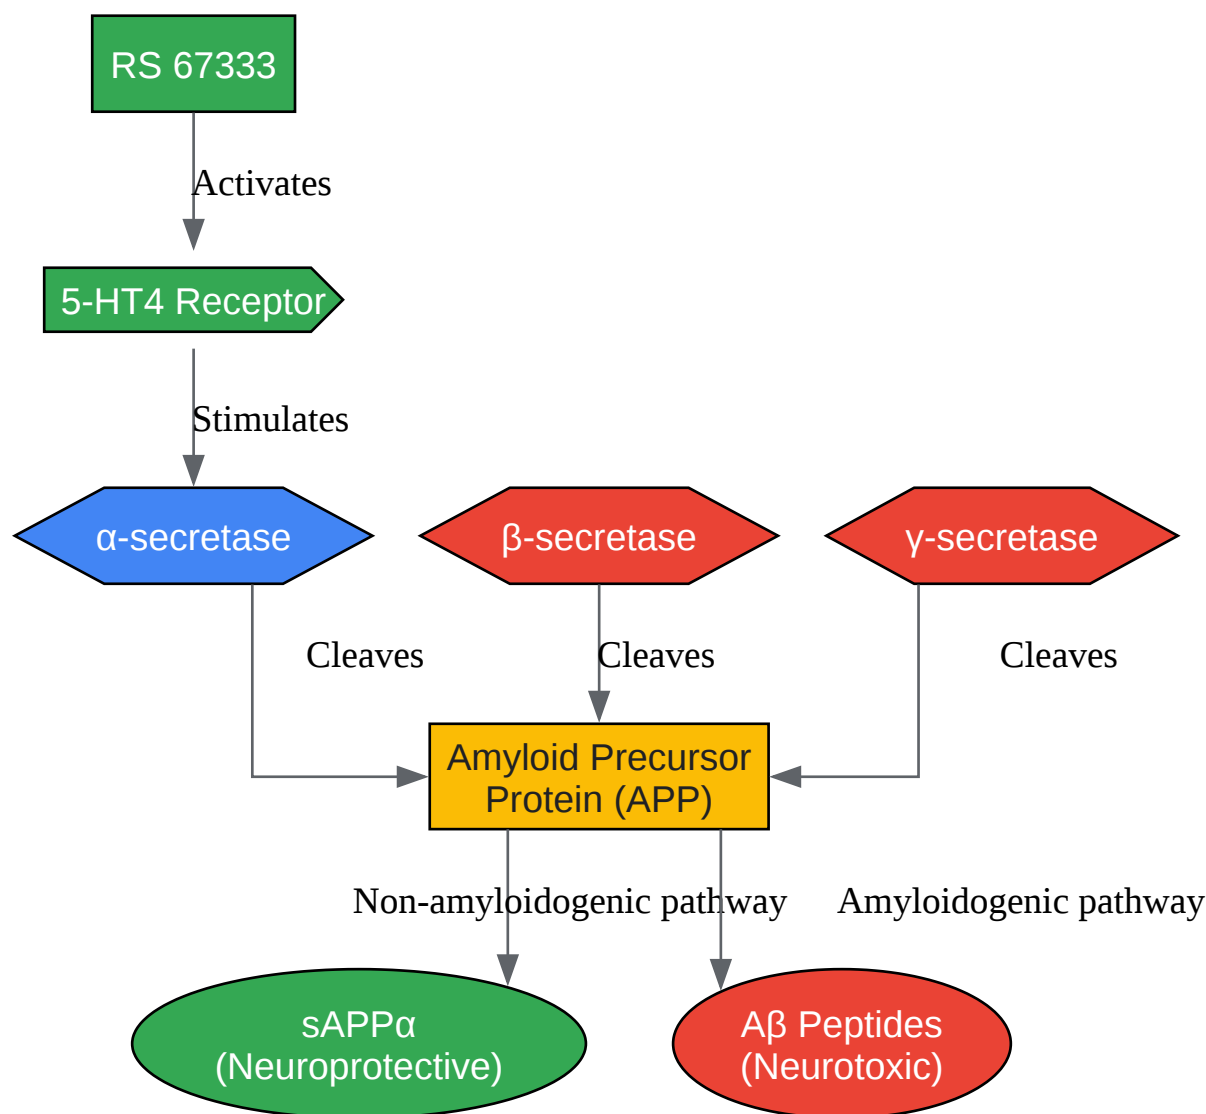 RS 67333
Activates
5-HT4 Receptor
Stimulates
α-secretase
β-secretase
γ-secretase
Cleaves
Cleaves
Cleaves
Amyloid Precursor
Protein (APP)
Non-amyloidogenic pathway
Amyloidogenic pathway
sAPPα
(Neuroprotective)
Aβ Peptides
(Neurotoxic)